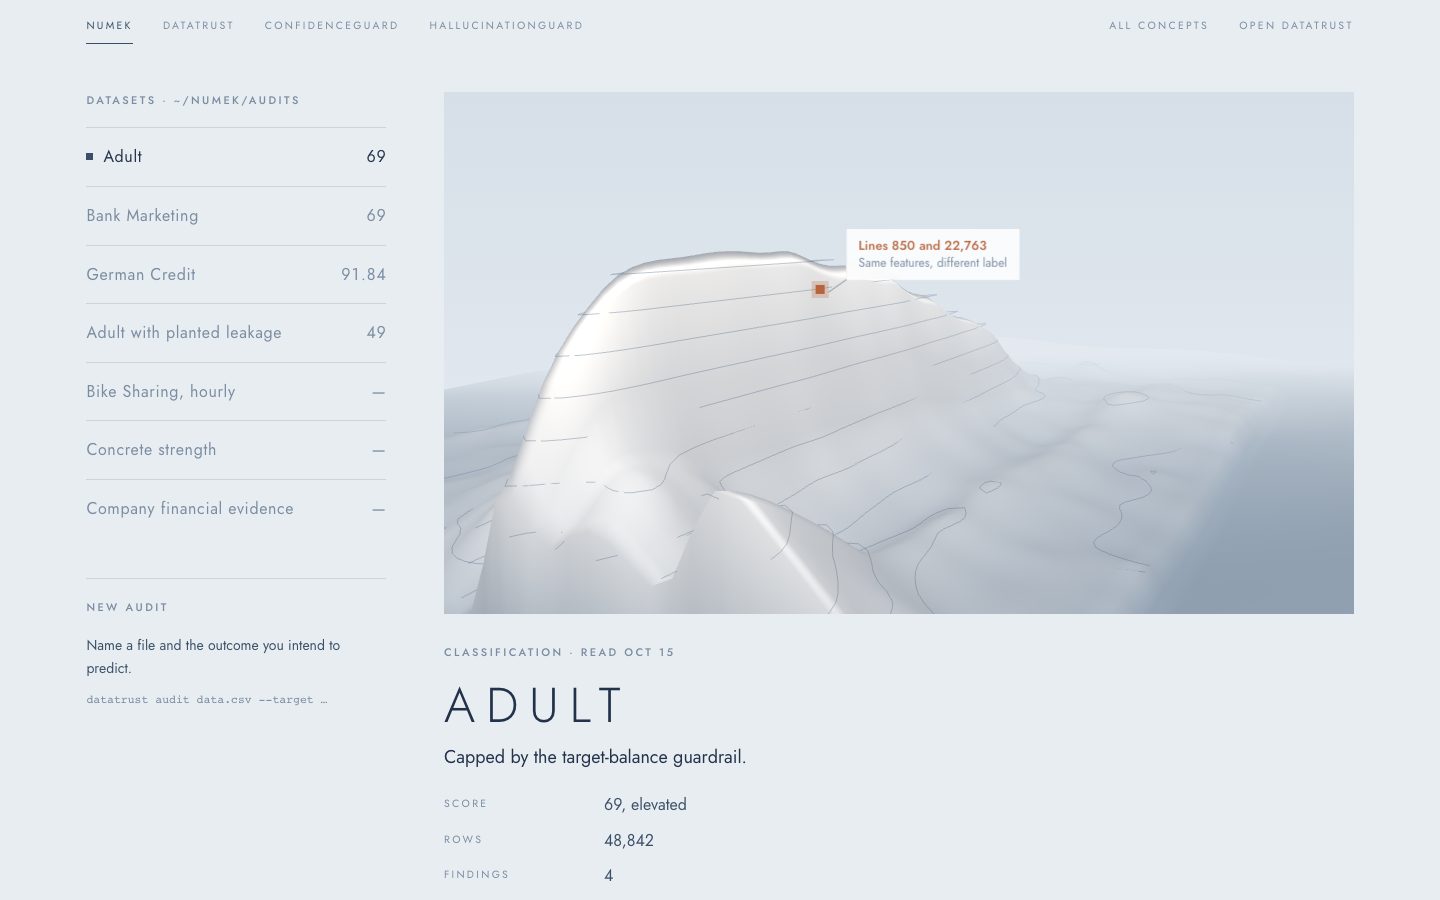 NUMEK DATATRUST CONFIDENCEGUARD HALLUCINATIONGUARD ALL CONCEPTS OPEN DATATRUST
DATASETS · ~/NUMEK/AUDITS
Adult 69
Bank Marketing 69
German Credit 91.84
Adult with planted leakage 49
Bike Sharing, hourly —
Concrete strength —
Company financial evidence —
NEW AUDIT
Name a file and the outcome you intend to
predict.
datatrust audit data.csv --target …
Lines 850 and 22,763
Same features, different label
CLASSIFICATION · READ OCT 15
ADULT
Capped by the target-balance guardrail.
SCORE 69, elevated
ROWS 48,842
FINDINGS 4